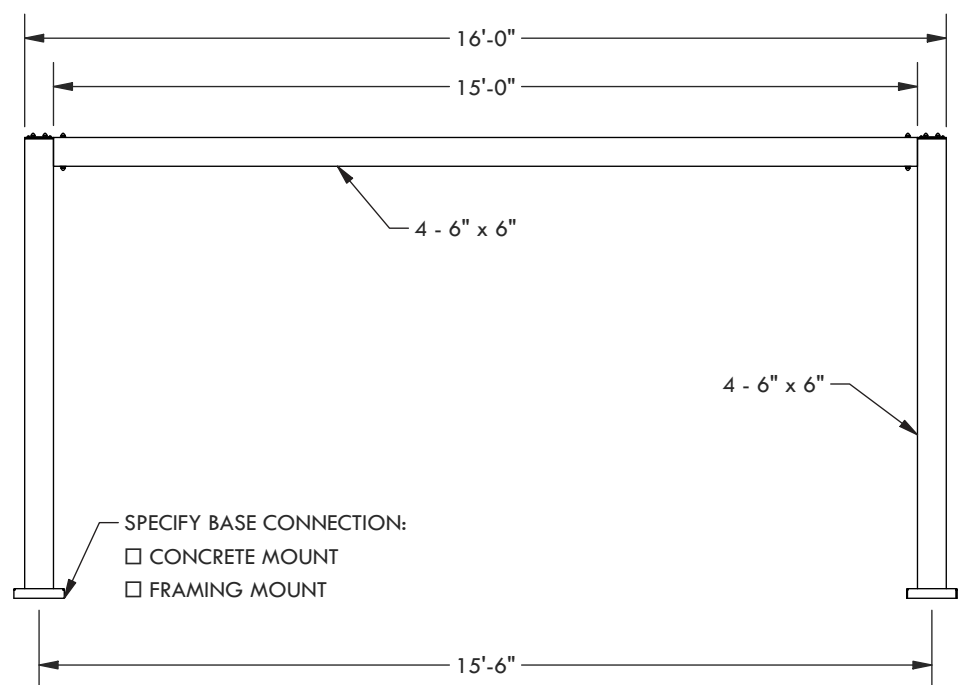 16'-0"
15'-0"
4 - 6" x 6"
4 - 6" x 6"
SPECIFY BASE CONNECTION:
☐ CONCRETE MOUNT
☐ FRAMING MOUNT
15'-6"